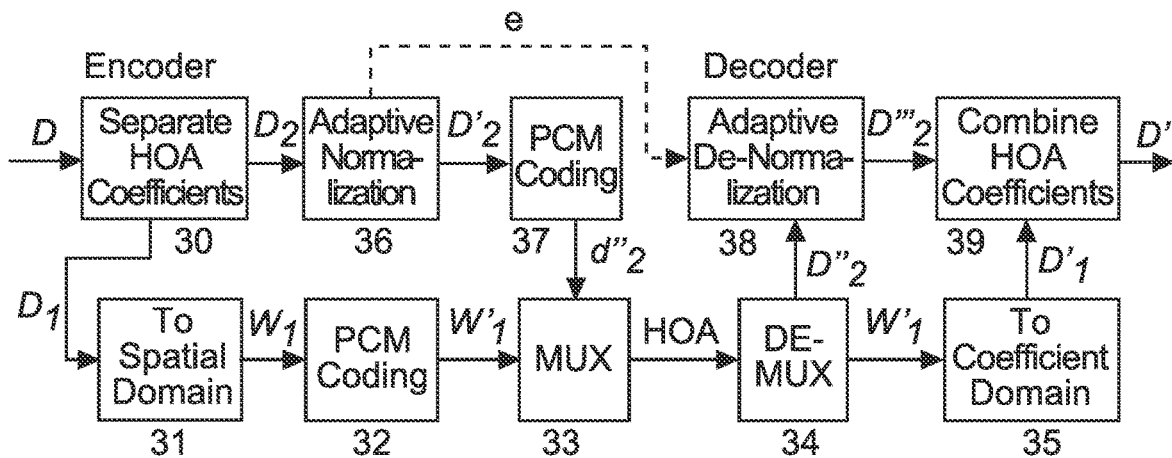 e
Encoder
Decoder
D
Separate
HOA
Coefficients
30
D2
Adaptive
Norma-
lization
36
D'2
PCM
Coding
37
Adaptive
De-Norma-
lization
38
D'''2
Combine
HOA
Coefficients
39
D'
D1
d''2
D''2
D'1
To
Spatial
Domain
31
W1
PCM
Coding
32
W'1
MUX
33
HOA
DE-
MUX
34
W'1
To
Coefficient
Domain
35